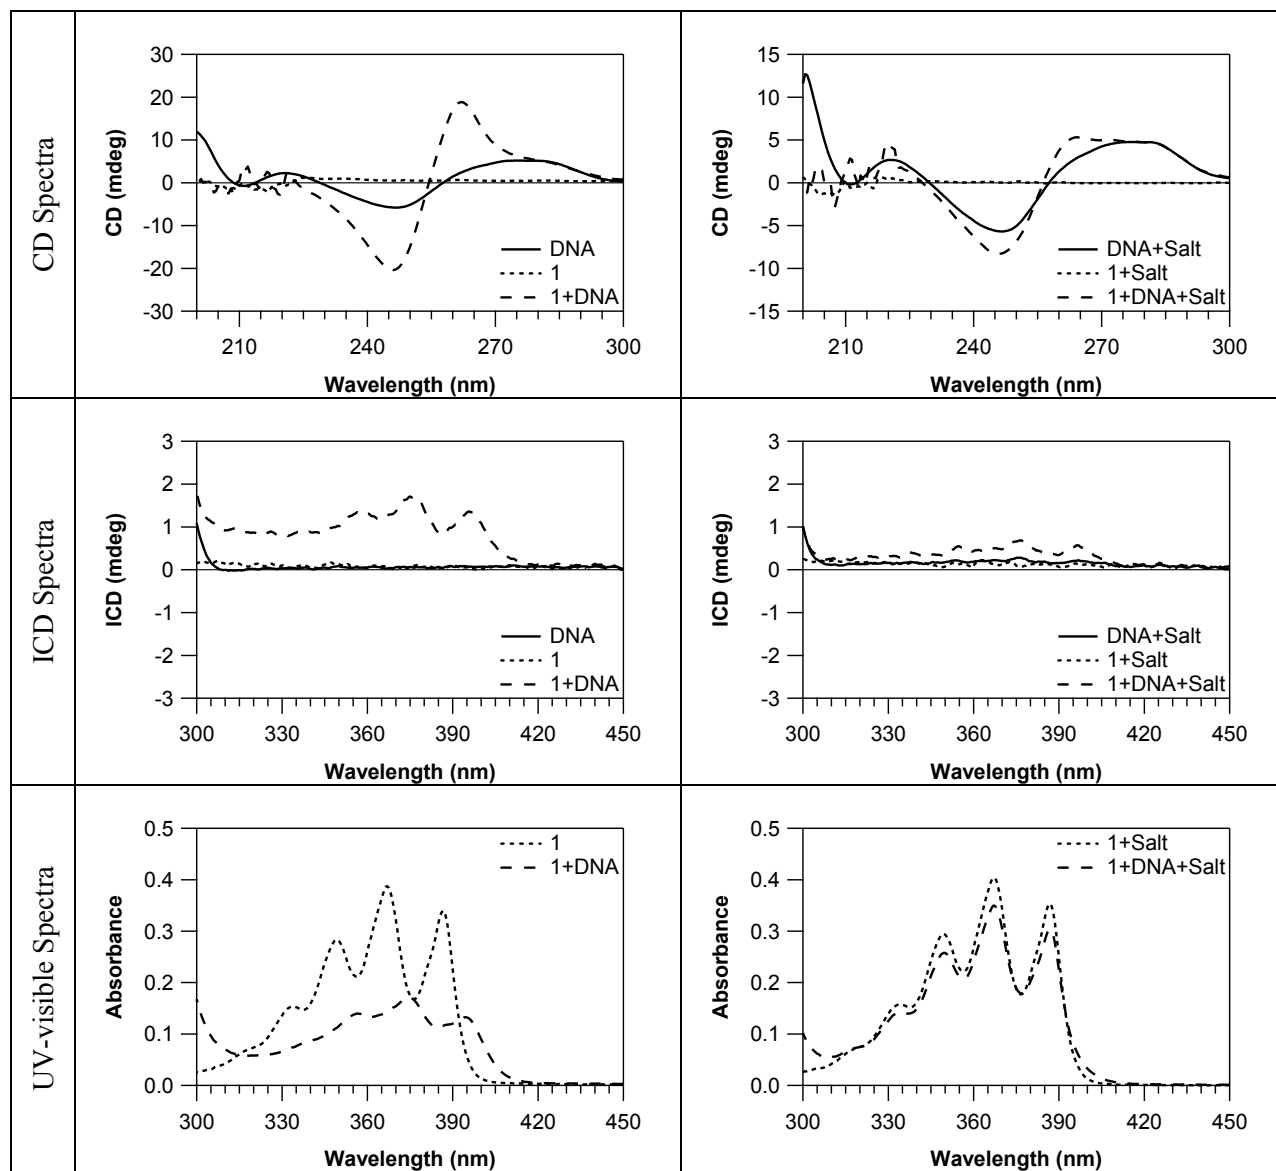 CD Spectra
30
20
10
0
-10
-20
-30
CD (mdeg)
DNA
1
1+DNA
210 240 270 300
Wavelength (nm)
15
10
5
0
-5
-10
-15
CD (mdeg)
DNA+Salt
1+Salt
1+DNA+Salt
210 240 270 300
Wavelength (nm)
ICD Spectra
3
2
1
0
-1
-2
-3
ICD (mdeg)
DNA
1
1+DNA
300 330 360 390 420 450
Wavelength (nm)
3
2
1
0
-1
-2
-3
ICD (mdeg)
DNA+Salt
1+Salt
1+DNA+Salt
300 330 360 390 420 450
Wavelength (nm)
UV-visible Spectra
0.5
0.4
0.3
0.2
0.1
0.0
Absorbance
1
1+DNA
300 330 360 390 420 450
Wavelength (nm)
0.5
0.4
0.3
0.2
0.1
0.0
Absorbance
1+Salt
1+DNA+Salt
300 330 360 390 420 450
Wavelength (nm)